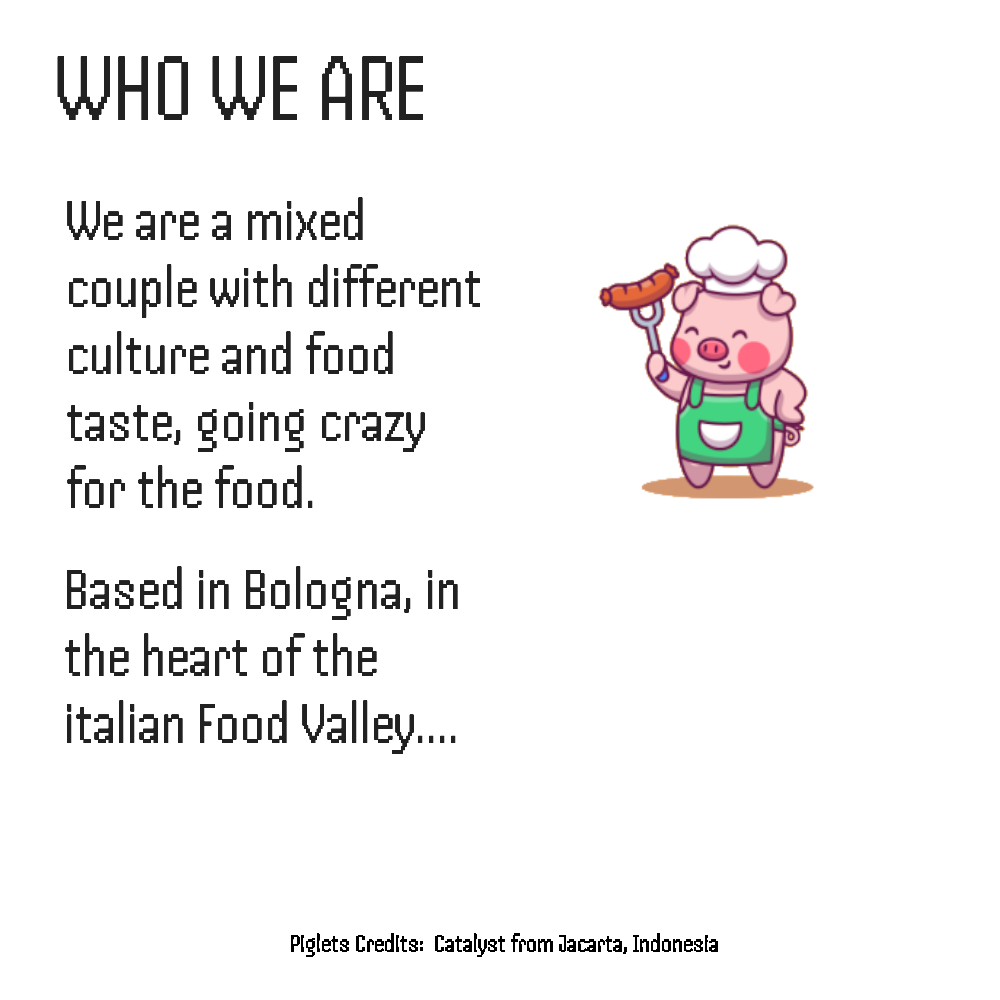 WHO WE ARE
We are a mixed
couple with different
culture and food
taste, going crazy
for the food.
Based in Bologna, in
the heart of the
italian Food Valley....
Piglets Credits: Catalyst from Jacarta, Indonesia